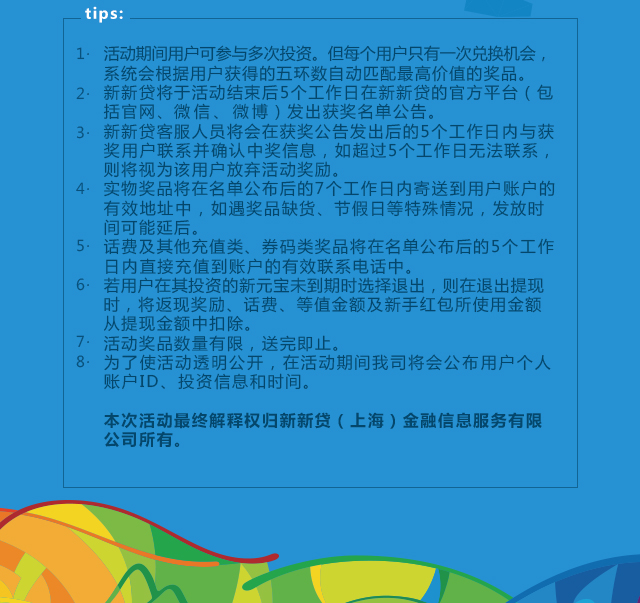 tips:
1· 活动期间用户可参与多次投资。但每个用户只有一次兑换机会，
系统会根据用户获得的五环数自动匹配最高价值的奖品。
2· 新新贷将于活动结束后5个工作日在新新贷的官方平台（包
括官网、微信、微博）发出获奖名单公告。
3· 新新贷客服人员将会在获奖公告发出后的5个工作日内与获
奖用户联系并确认中奖信息，如超过5个工作日无法联系，
则将视为该用户放弃活动奖励。
4· 实物奖品将在名单公布后的7个工作日内寄送到用户账户的
有效地址中，如遇奖品缺货、节假日等特殊情况，发放时
间可能延后。
5· 话费及其他充值类、券码类奖品将在名单公布后的5个工作
日内直接充值到账户的有效联系电话中。
6· 若用户在其投资的新元宝未到期时选择退出，则在退出提现
时，将返现奖励、话费、等值金额及新手红包所使用金额
从提现金额中扣除。
7· 活动奖品数量有限，送完即止。
8· 为了使活动透明公开，在活动期间我司将会公布用户个人
账户ID、投资信息和时间。
本次活动最终解释权归新新贷（上海）金融信息服务有限
公司所有。